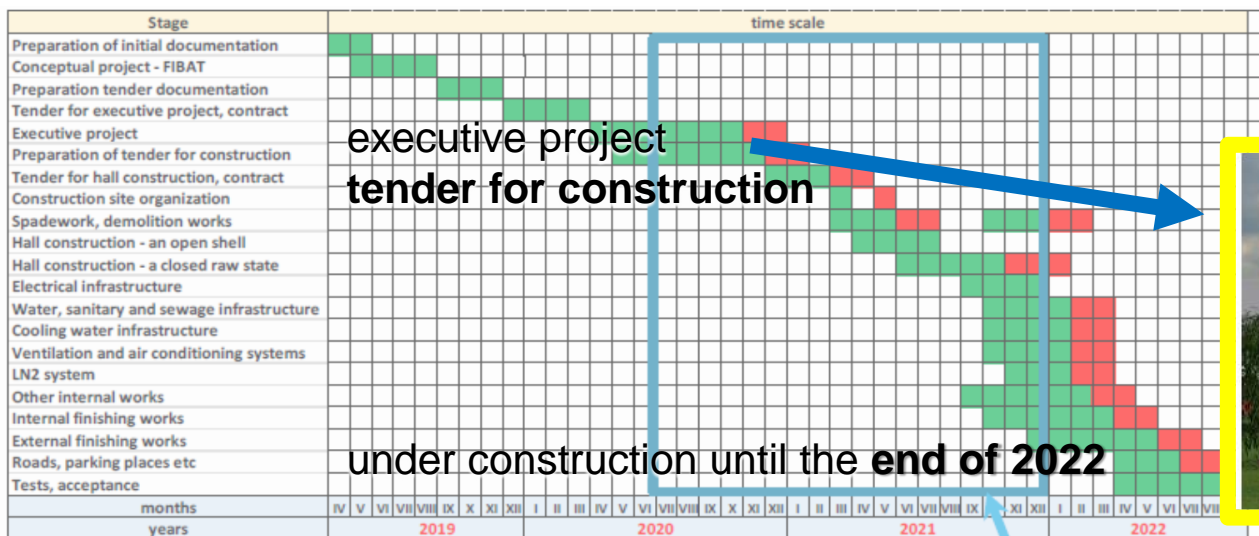 Stage time scale
Preparation of initial documentation
Conceptual project - FIBAT
Preparation tender documentation
Tender for executive project, contract
Executive project
Preparation of tender for construction
Tender for hall construction, contract
Construction site organization
Spadework, demolition works
Hall construction - an open shell
Hall construction - a closed raw state
Electrical infrastructure
Water, sanitary and sewage infrastructure
Cooling water infrastructure
Ventilation and air conditioning systems
LN2 system
Other internal works
Internal finishing works
External finishing works
Roads, parking places etc
Tests, acceptance
executive project
tender for construction
under construction until the end of 2022
months IV V VI VII VIII IX X XI XII I II III IV V VI VII VIII IX X XI XII I II III IV V VI VII VIII IX XI XII I II III IV V VI VII
years 2019 2020 2021 2022